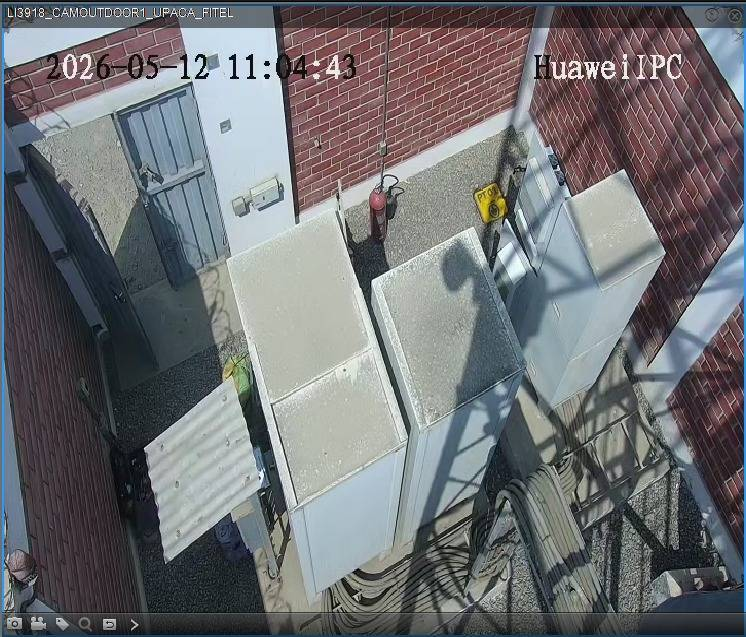 LI3918_CAMOUTDOOR1_UPACA_FITEL
2026-05-12 11:04:43
HuaweiIPC